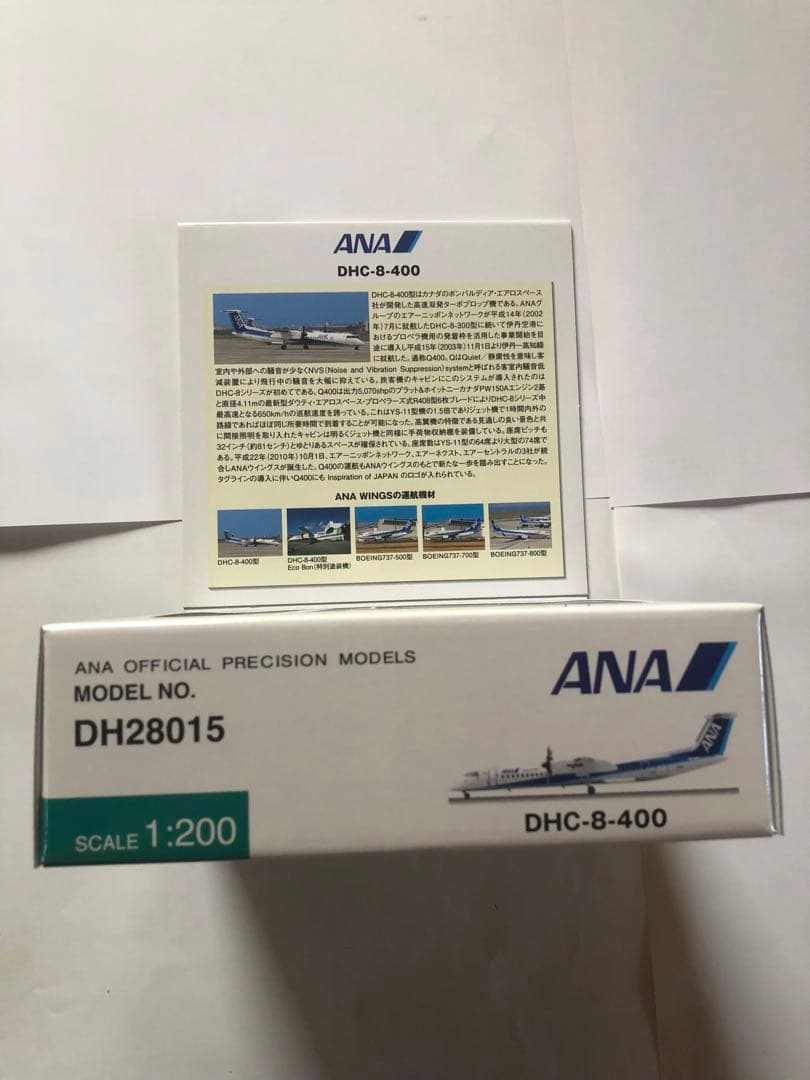 ANA
DHC-8-400
DHC-8-400型はカナダのボンバルディア・エアロスペース
社が開発した高速双発ターボプロップ機である。ANAグ
ループのエアーニッポンネットワークが平成14年(2002
年)7月に就航したDHC-8-300型に続いて伊丹空港に
おけるプロペラ機用の発着枠を活用した事業開始を目
途に導入し平成15年(2003年)11月1日より伊丹ー高知線
に就航した。通称Q400。QはQuiet/静粛性を意味し客
室内や外部への騒音が少なくNVS(Noise and Vibration Suppression)systemと呼ばれる客室内騒音低
減装置により飛行中の騒音を大幅に抑えている。旅客機のキャビンにこのシステムが導入されたのは
DHC-8シリーズが初めてである。Q400は出力5,070shpのプラット&ホイットニーカナダPW150Aエンジン2基
と直径4.11mの最新型ダウティ・エアロスペース・プロペラーズ式R408型6枚ブレードによりDHC-8シリーズ中
最高速となる650km/hの巡航速度を誇っている。これはYS-11型機の1.5倍でありジェット機で1時間内外の
路線であればほぼ同じ所要時間で到着することが可能になった。高翼機の特徴である見通しの良い景色と共
に間接照明を取り入れたキャビンは明るくジェット機と同様に手荷物収納棚を装備している。座席ピッチも
32インチ(約81センチ)とゆとりあるスペースが確保されている。座席数はYS-11型の64席より大型の74席で
ある。平成22年(2010年)10月1日、エアーニッポンネットワーク、エアーネクスト、エアーセントラルの3社が統
合しANAウイングスが誕生した。Q400の運航もANAウイングスのもとで新たな一歩を踏み出すことになった。
タグラインの導入に伴いQ400にも Inspiration of JAPAN のロゴが入れられている。
ANA WINGSの運航機材
DHC-8-400型
DHC-8-400型
Eco Bon(特別塗装機)
BOEING737-500型
BOEING737-700型
BOEING737-800型
ANA OFFICIAL PRECISION MODELS
MODEL NO.
DH28015
SCALE 1:200
ANA
ANA
ANA
DHC-8-400